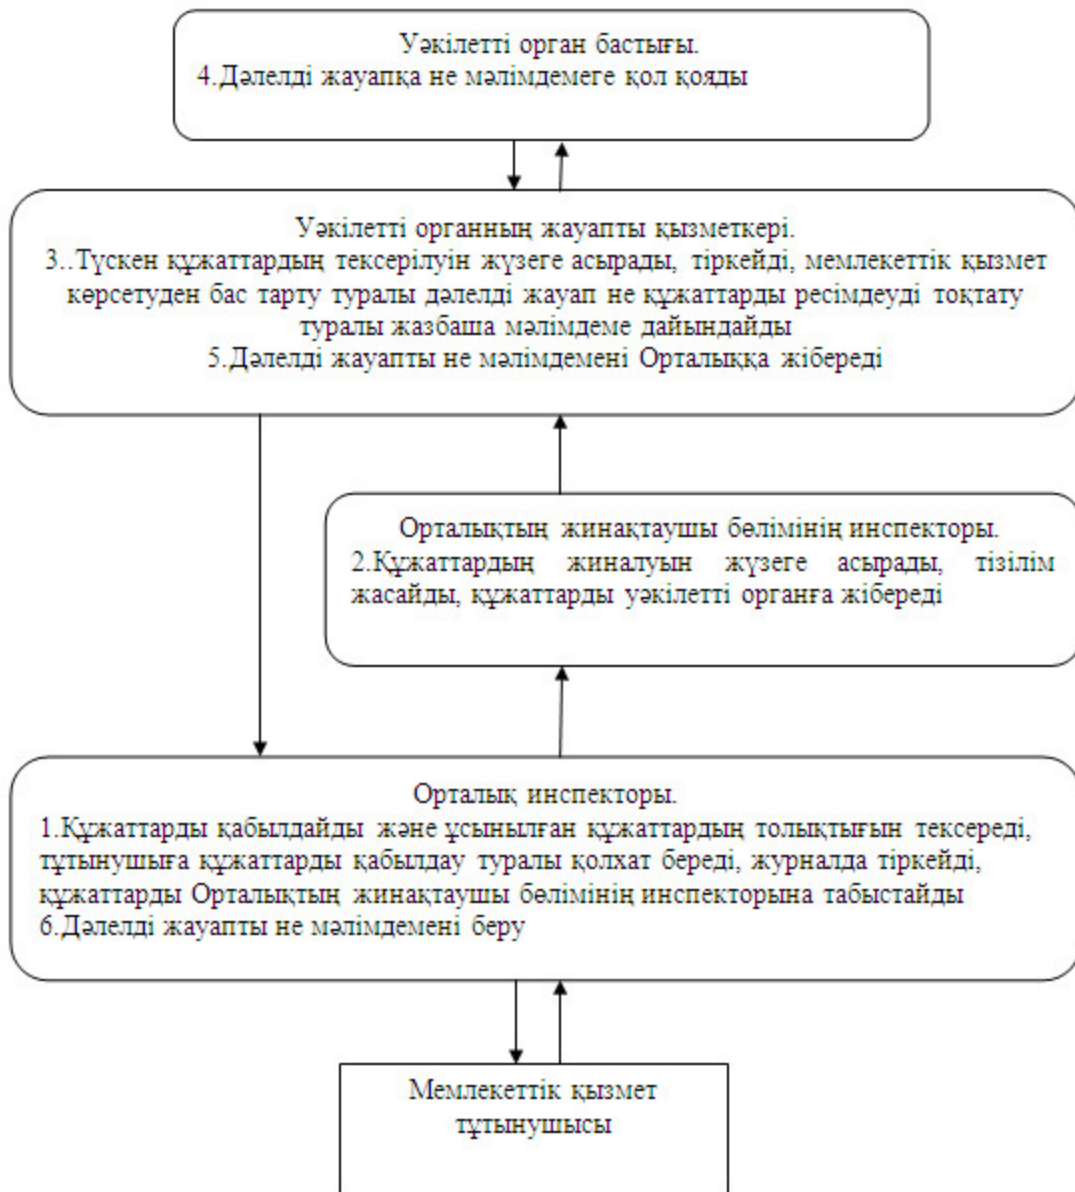 Уәкілетті орган бастығы.
4.Дәлелді жауапқа не мәлімдемеге қол қояды
Уәкілетті органның жауапты қызметкері.
3..Түскен құжаттардың тексерілуін жүзеге асырады, тіркейді, мемлекеттік қызмет
көрсетуден бас тарту туралы дәлелді жауап не құжаттарды ресімдеуді тоқтату
туралы жазбаша мәлімдеме дайындайды
5.Дәлелді жауапты не мәлімдемені Орталыққа жібереді
Орталықтың жинақтаушы бөлімінің инспекторы.
2.Құжаттардың жиналуын жүзеге асырады, тізілім
жасайды, құжаттарды уәкілетті органға жібереді
Орталық инспекторы.
1.Құжаттарды қабылдайды және ұсынылған құжаттардың толықтығын тексереді,
тұтынушыға құжаттарды қабылдау туралы қолхат береді, журналда тіркейді,
құжаттарды Орталықтың жинақтаушы бөлімінің инспекторына табыстайды
6.Дәлелді жауапты не мәлімдемені беру
Мемлекеттік қызмет
тұтынушысы